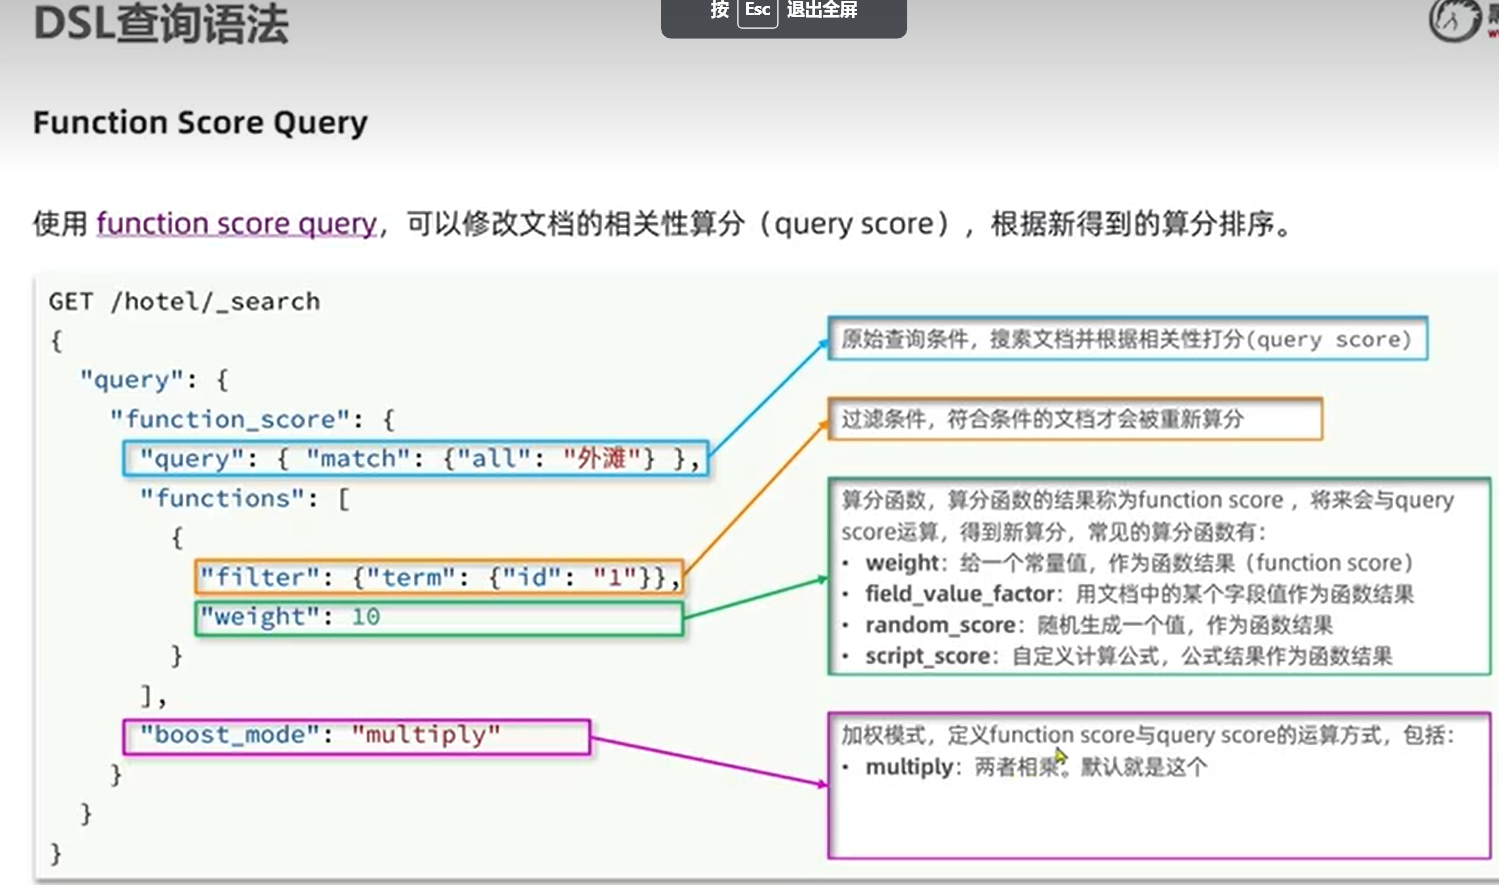 按 Esc 退出全屏
DSL查询语法
Function Score Query
使用 function score query，可以修改文档的相关性算分（query score），根据新得到的算分排序。
GET /hotel/_search
{
"query": {
"function_score": {
"query": { "match": {"all": "外滩"} },
"functions": [
{
"filter": {"term": {"id": "1"}},
"weight": 10
}
],
"boost_mode": "multiply"
}
}
}
原始查询条件，搜索文档并根据相关性打分(query score)
过滤条件，符合条件的文档才会被重新算分
算分函数，算分函数的结果称为function score ，将来会与query
score运算，得到新算分，常见的算分函数有：
• weight：给一个常量值，作为函数结果（function score）
• field_value_factor：用文档中的某个字段值作为函数结果
• random_score：随机生成一个值，作为函数结果
• script_score：自定义计算公式，公式结果作为函数结果
加权模式，定义function score与query score的运算方式，包括：
• multiply：两者相乘。默认就是这个